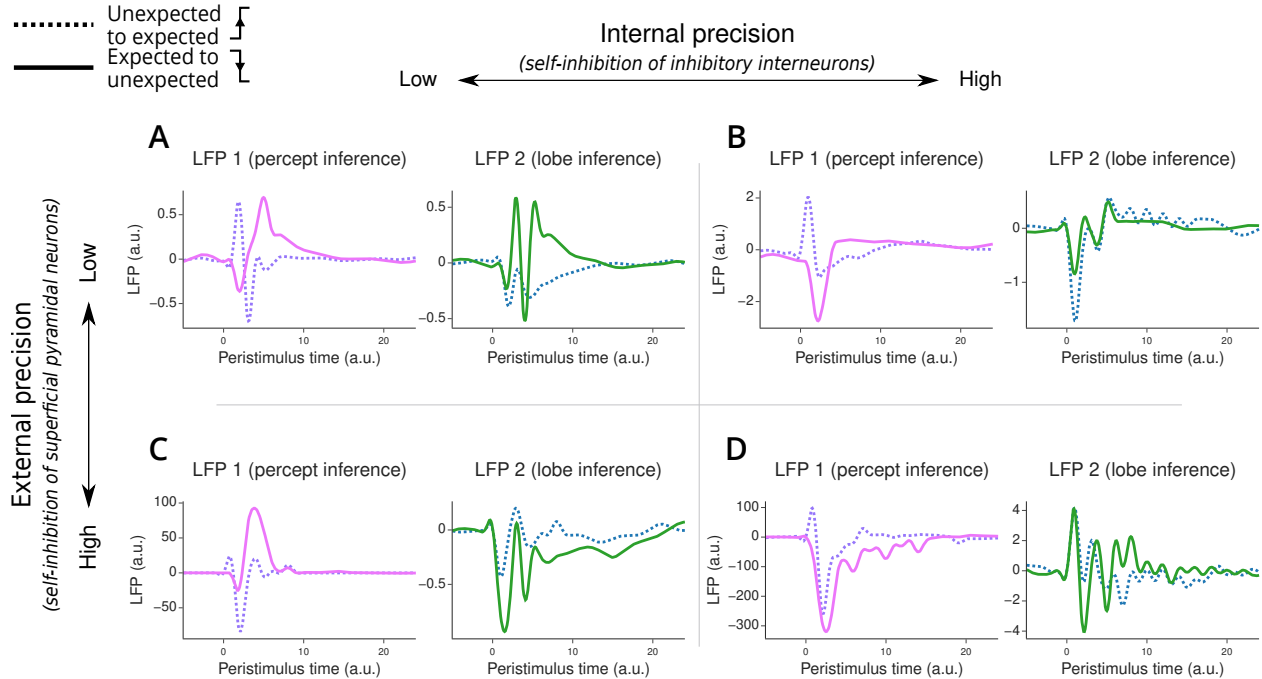 Unexpected
to expected
Expected to
unexpected
Internal precision
(self-inhibition of inhibitory interneurons)
Low
High
External precision
(self-inhibition of superficial pyramidal neurons)
Low
High
A
LFP 1 (percept inference)
LFP (a.u.)
0.5
0
−0.5
0
10
20
Peristimulus time (a.u.)
LFP 2 (lobe inference)
0.5
0
−0.5
0
10
20
Peristimulus time (a.u.)
B
LFP 1 (percept inference)
LFP (a.u.)
2
0
−2
0
10
20
Peristimulus time (a.u.)
LFP 2 (lobe inference)
0
−1
0
10
20
Peristimulus time (a.u.)
C
LFP 1 (percept inference)
LFP (a.u.)
100
50
0
−50
0
10
20
Peristimulus time (a.u.)
LFP 2 (lobe inference)
0
−0.5
0
10
20
Peristimulus time (a.u.)
D
LFP 1 (percept inference)
LFP (a.u.)
100
0
−100
−200
−300
0
10
20
Peristimulus time (a.u.)
LFP 2 (lobe inference)
4
2
0
−2
−4
0
10
20
Peristimulus time (a.u.)